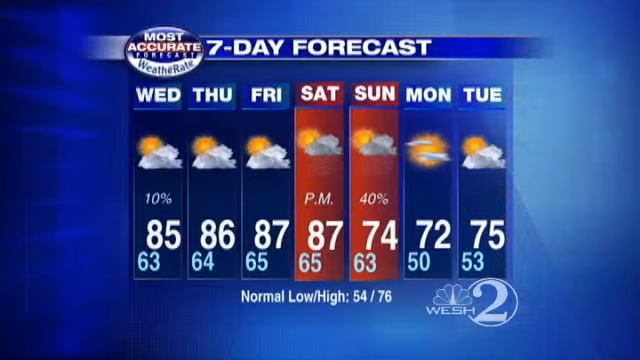 MOST
ACCURATE
FORECAST
WeatheRate
7-DAY FORECAST
WED THU FRI SAT SUN MON TUE
10% P.M. 40%
85 86 87 87 74 72 75
63 64 65 65 63 50 53
Normal Low/High: 54 / 76
WESH 2